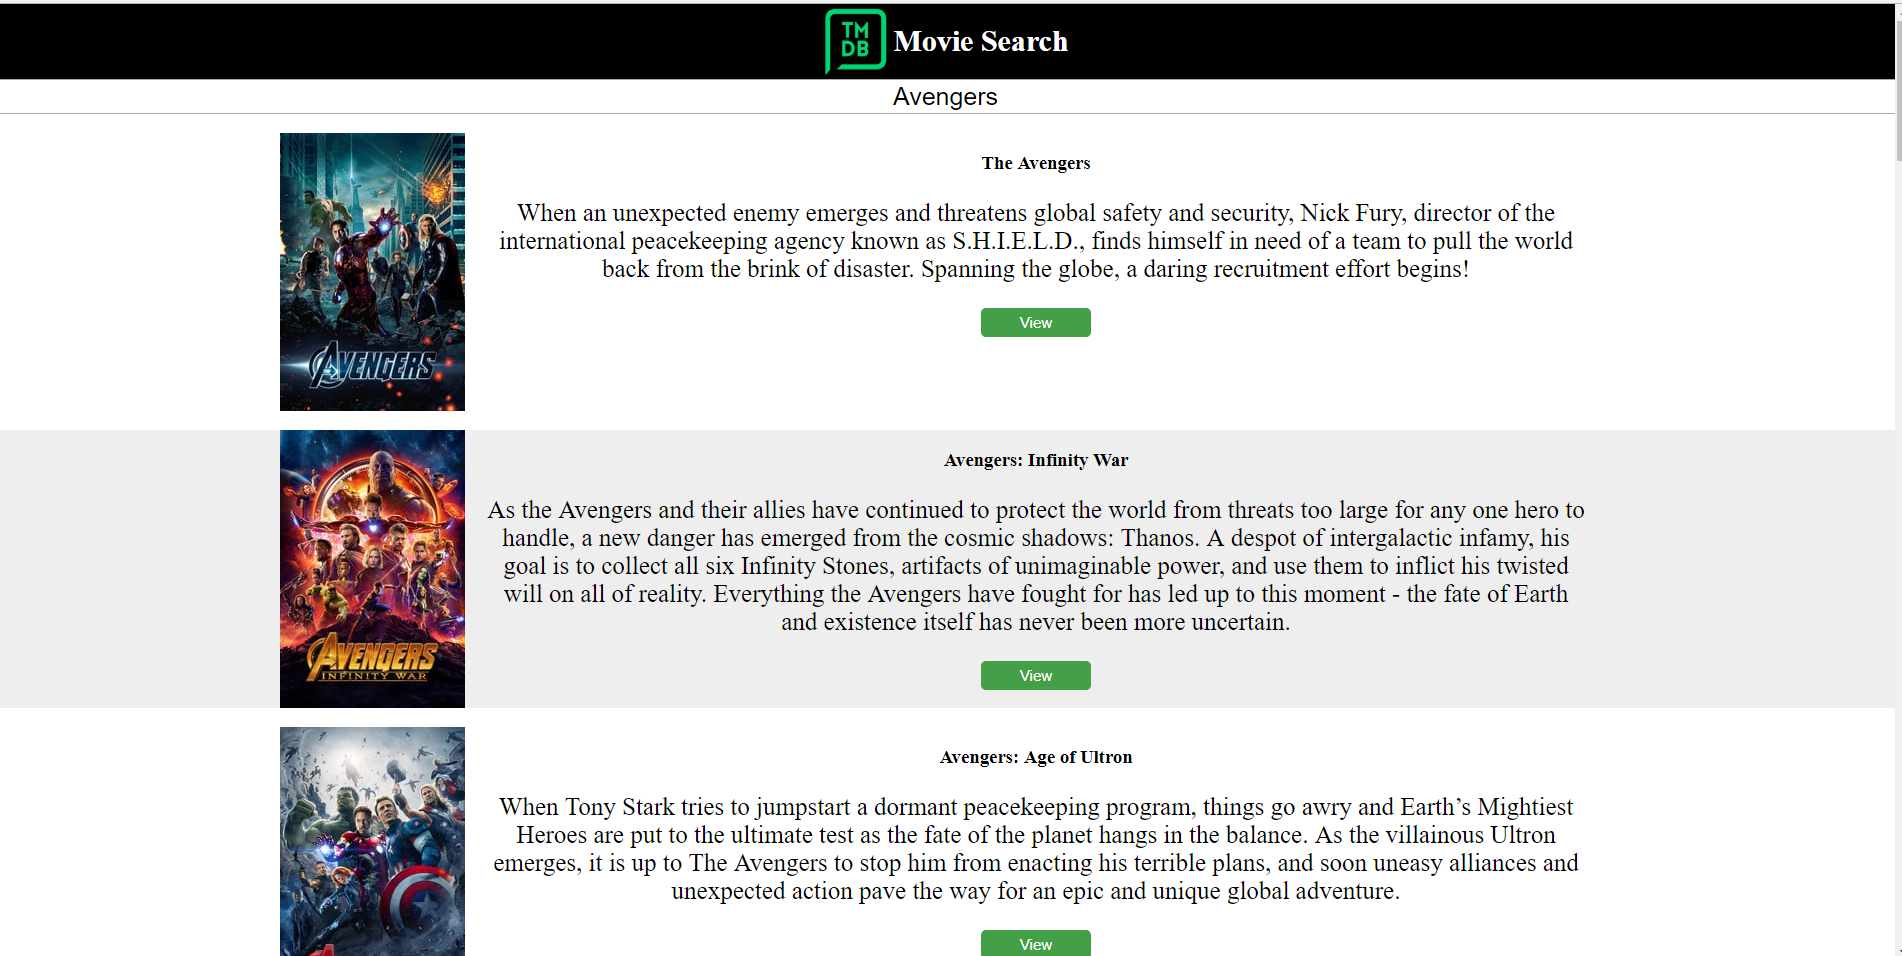 TM
DB
Movie Search
Avengers
The Avengers
When an unexpected enemy emerges and threatens global safety and security, Nick Fury, director of the
international peacekeeping agency known as S.H.I.E.L.D., finds himself in need of a team to pull the world
back from the brink of disaster. Spanning the globe, a daring recruitment effort begins!
View
AVENGERS
Avengers: Infinity War
As the Avengers and their allies have continued to protect the world from threats too large for any one hero to
handle, a new danger has emerged from the cosmic shadows: Thanos. A despot of intergalactic infamy, his
goal is to collect all six Infinity Stones, artifacts of unimaginable power, and use them to inflict his twisted
will on all of reality. Everything the Avengers have fought for has led up to this moment - the fate of Earth
and existence itself has never been more uncertain.
View
AVENGERS
INFINITY WAR
Avengers: Age of Ultron
When Tony Stark tries to jumpstart a dormant peacekeeping program, things go awry and Earth’s Mightiest
Heroes are put to the ultimate test as the fate of the planet hangs in the balance. As the villainous Ultron
emerges, it is up to The Avengers to stop him from enacting his terrible plans, and soon uneasy alliances and
unexpected action pave the way for an epic and unique global adventure.
View